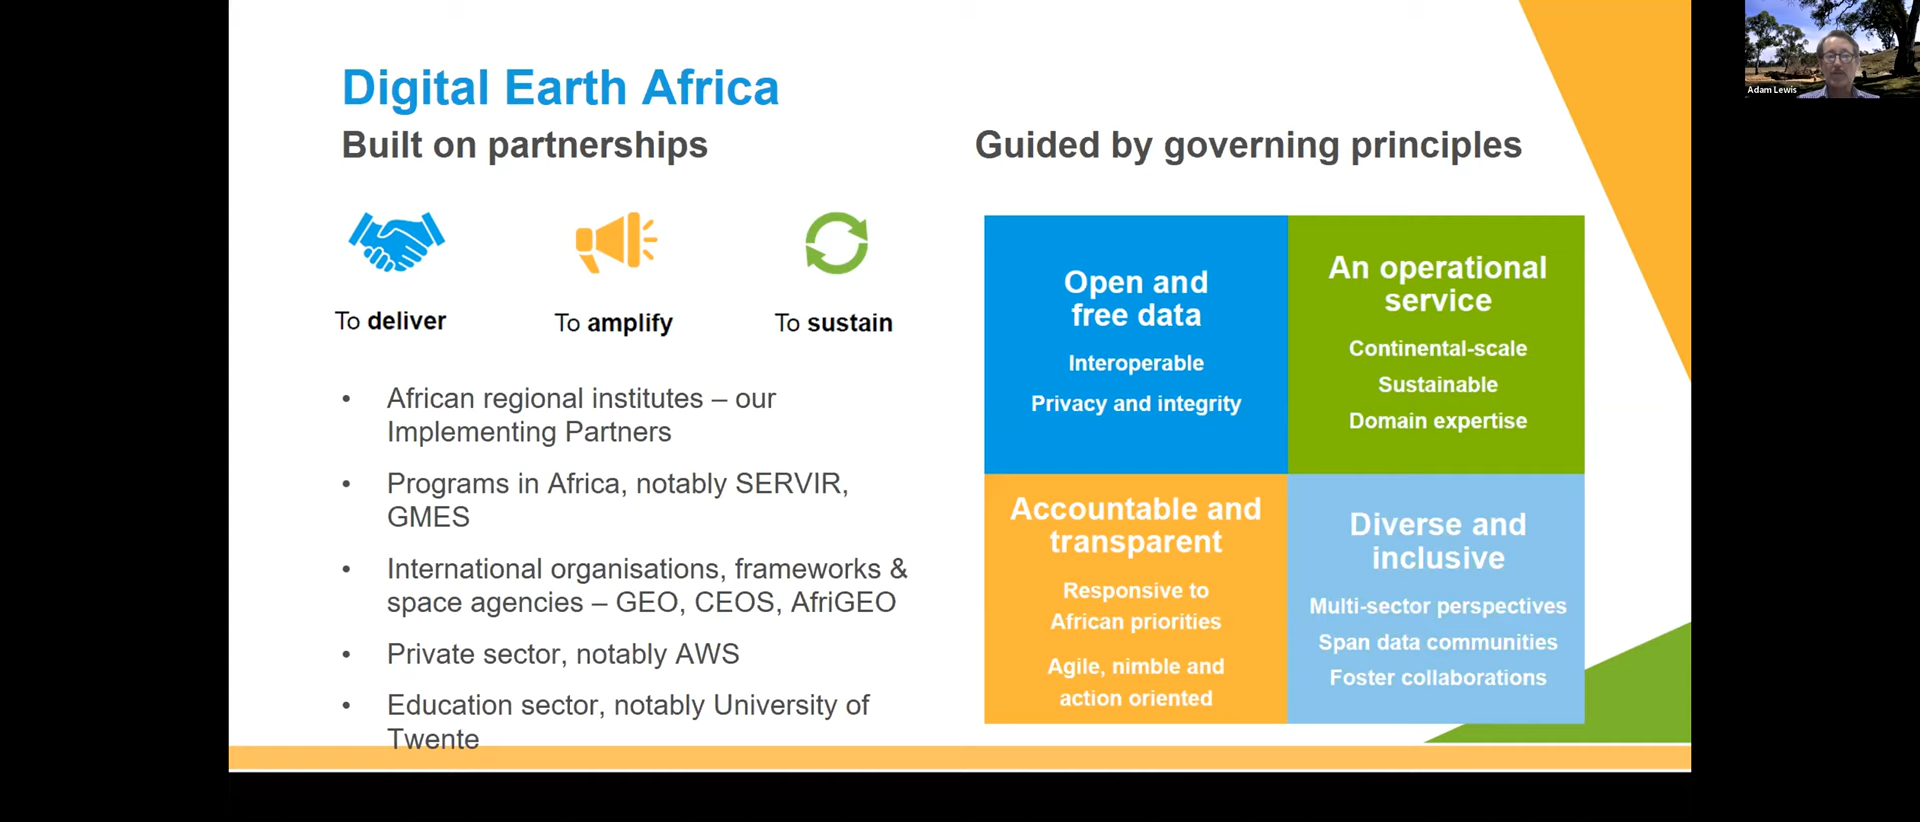 Digital Earth Africa
Built on partnerships
To deliver
To amplify
To sustain
• African regional institutes – our
Implementing Partners
• Programs in Africa, notably SERVIR,
GMES
• International organisations, frameworks &
space agencies – GEO, CEOS, AfriGEO
• Private sector, notably AWS
• Education sector, notably University of
Twente
Guided by governing principles
Open and
free data
Interoperable
Privacy and integrity
An operational
service
Continental-scale
Sustainable
Domain expertise
Accountable and
transparent
Responsive to
African priorities
Agile, nimble and
action oriented
Diverse and
inclusive
Multi-sector perspectives
Span data communities
Foster collaborations
Adam Lewis